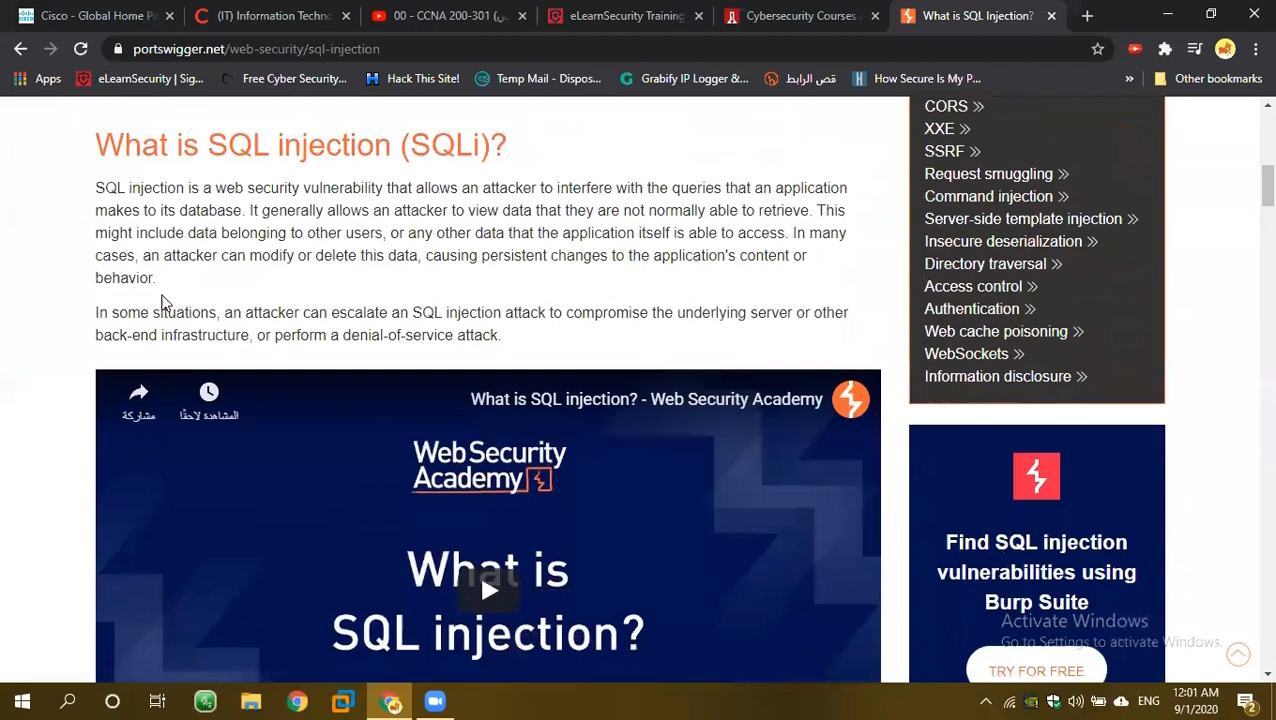 Cisco - Global Home Pa
(IT) Information Techno
eLearnSecurity Training
Cybersecurity Courses a
What is SQL Injection?
portswigger.net/web-security/sql-injection
Apps
eLearnSecurity | Sig...
Free Cyber Security...
Hack This Site!
Temp Mail - Dispos...
Grabify IP Logger &...
قص الرابط
How Secure Is My P...
Other bookmarks
What is SQL injection (SQLi)?
SQL injection is a web security vulnerability that allows an attacker to interfere with the queries that an application
makes to its database. It generally allows an attacker to view data that they are not normally able to retrieve. This
might include data belonging to other users, or any other data that the application itself is able to access. In many
cases, an attacker can modify or delete this data, causing persistent changes to the application's content or
behavior.
In some situations, an attacker can escalate an SQL injection attack to compromise the underlying server or other
back-end infrastructure, or perform a denial-of-service attack.
مشاركة
المشاهدة لاحقًا
What is SQL injection? - Web Security Academy
Web Security
Academy
What is
SQL injection?
CORS
XXE
SSRF
Request smuggling
Command injection
Server-side template injection
Insecure deserialization
Directory traversal
Access control
Authentication
Web cache poisoning
WebSockets
Information disclosure
Find SQL injection
vulnerabilities using
Burp Suite
TRY FOR FREE
Activate Windows
Go to Settings to activate Windows.
ENG
12:01 AM
9/1/2020
2